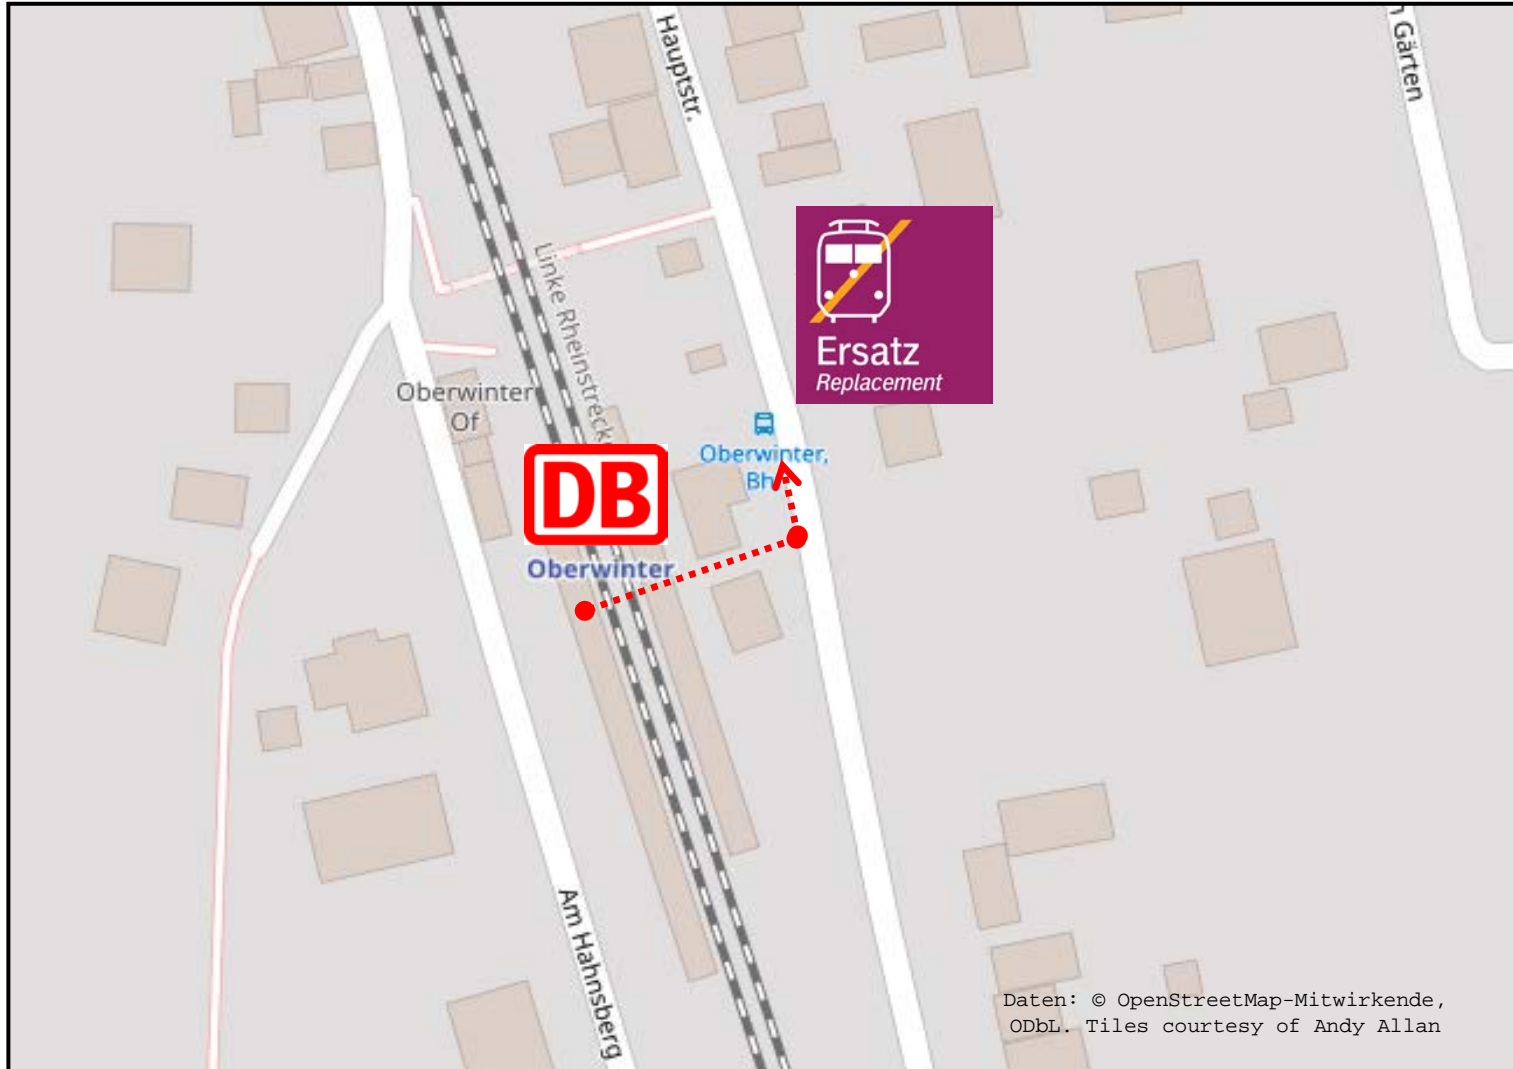 Hauptstr.
n Gärten
Linke Rheinstrecke
Ersatz
Replacement
Oberwinter
Of
Oberwinter,
Bh
DB
Oberwinter
Am Hahnsberg
Daten: © OpenStreetMap-Mitwirkende,
ODbL. Tiles courtesy of Andy Allan